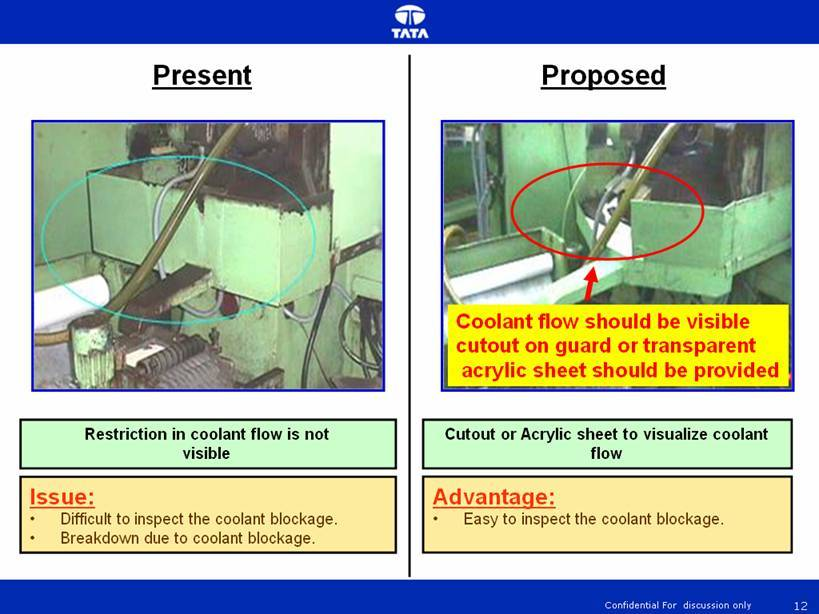 TATA
Present
Proposed
Coolant flow should be visible
cutout on guard or transparent
acrylic sheet should be provided
Restriction in coolant flow is not
visible
Cutout or Acrylic sheet to visualize coolant
flow
Issue:
• Difficult to inspect the coolant blockage.
• Breakdown due to coolant blockage.
Advantage:
• Easy to inspect the coolant blockage.
Confidential For discussion only
12